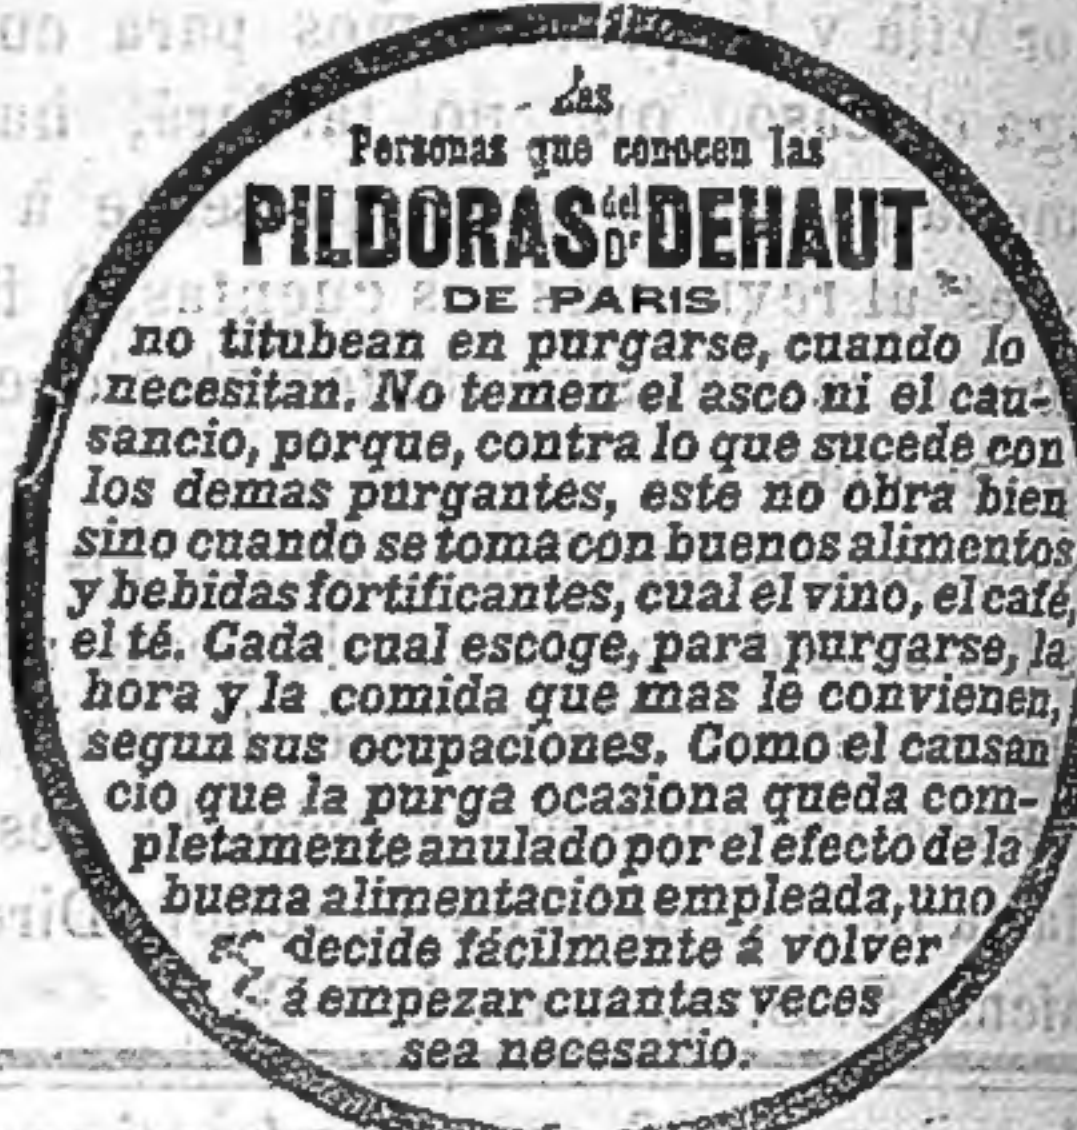 Las
Personas que conocen las
PILDORAS del Dr DEHAUT
DE PARIS
no titubean en purgarse, cuando lo
necesitan. No temen el asco ni el cau-
sancio, porque, contra lo que sucede con
los demas purgantes, este no obra bien
sino cuando se toma con buenos alimentos
y bebidas fortificantes, cual el vino, el café,
el té. Cada cual escoge, para purgarse, la
hora y la comida que mas le convienen,
segun sus ocupaciones. Como el causan
cio que la purga ocasiona queda com-
pletamente anulado por el efecto de la
buena alimentacion empleada, uno
se decide fácilmente á volver
á empezar cuantas veces
sea necesario.